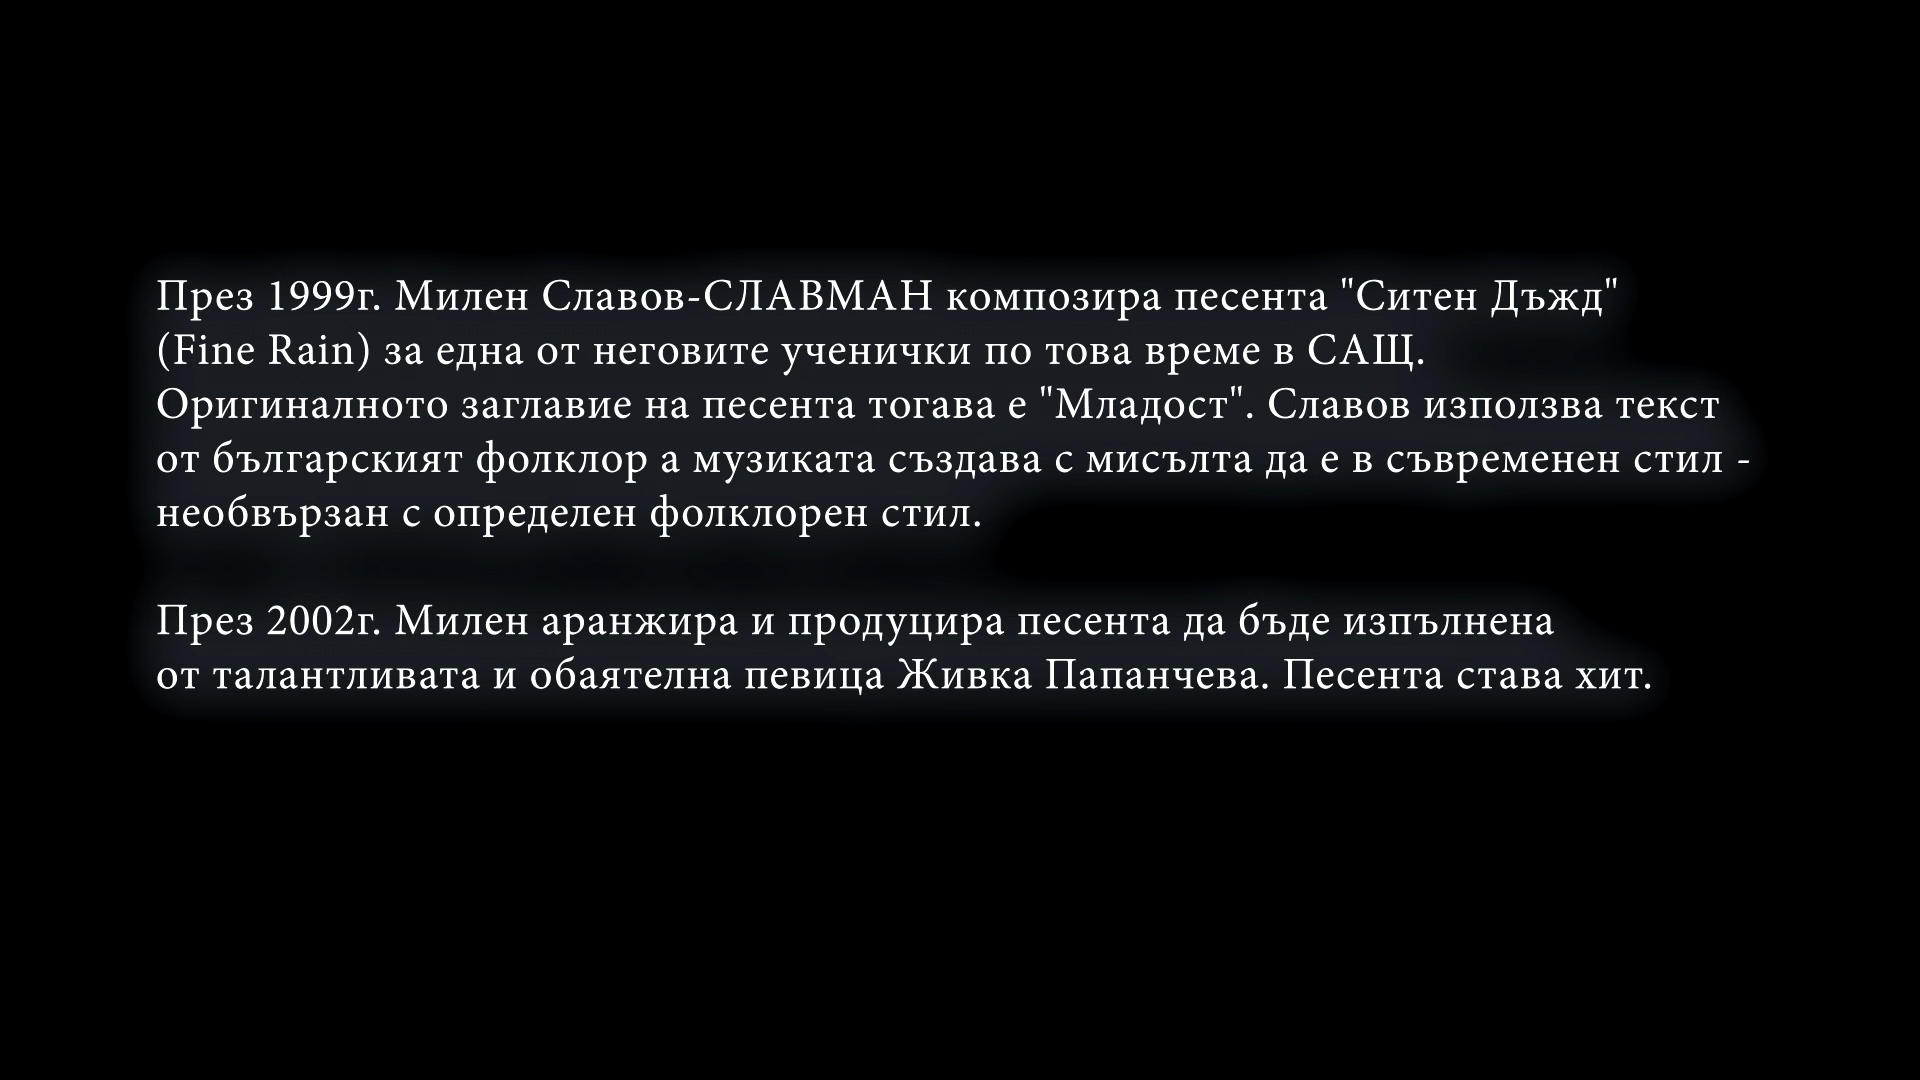 През 1999г. Милен Славов-СЛАВМАН композира песента "Ситен Дъжд"
(Fine Rain) за една от неговите ученички по това време в САЩ.
Оригиналното заглавие на песента тогава е "Младост". Славов използва текст
от българският фолклор а музиката създава с мисълта да е в съвременен стил -
необвързан с определен фолклорен стил.
През 2002г. Милен аранжира и продуцира песента да бъде изпълнена
от талантливата и обаятелна певица Живка Папанчева. Песента става хит.